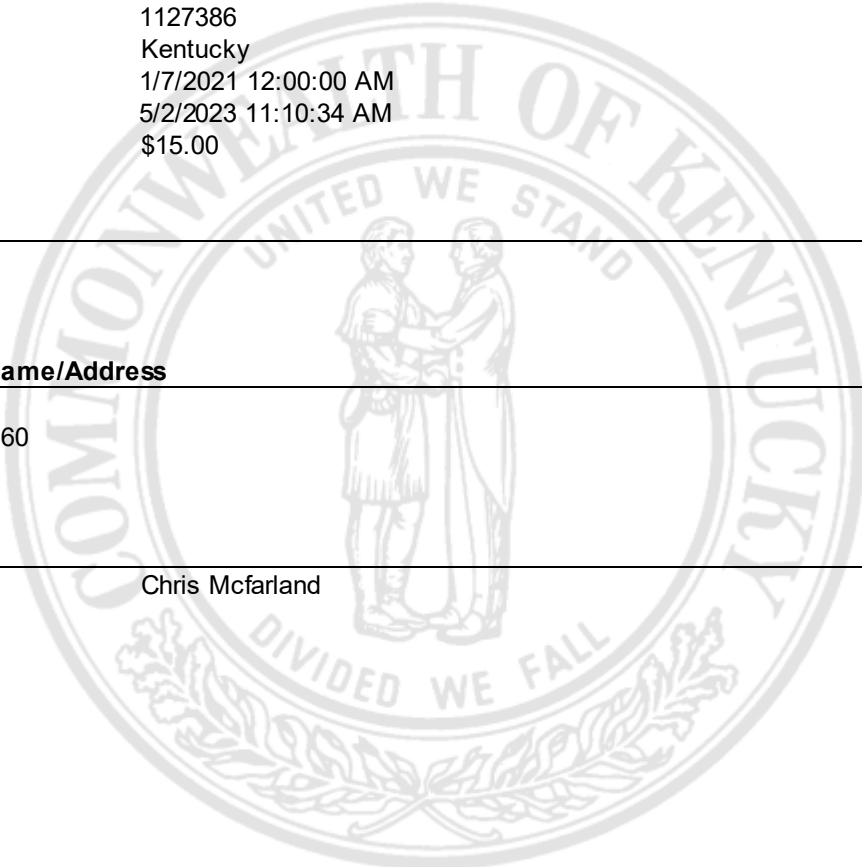 1127386
Kentucky
1/7/2021 12:00:00 AM
5/2/2023 11:10:34 AM
$15.00
COMMONWEALTH OF KENTUCKY
UNITED WE STAND
ame/Address
60
Chris Mcfarland
DIVIDED WE FALL